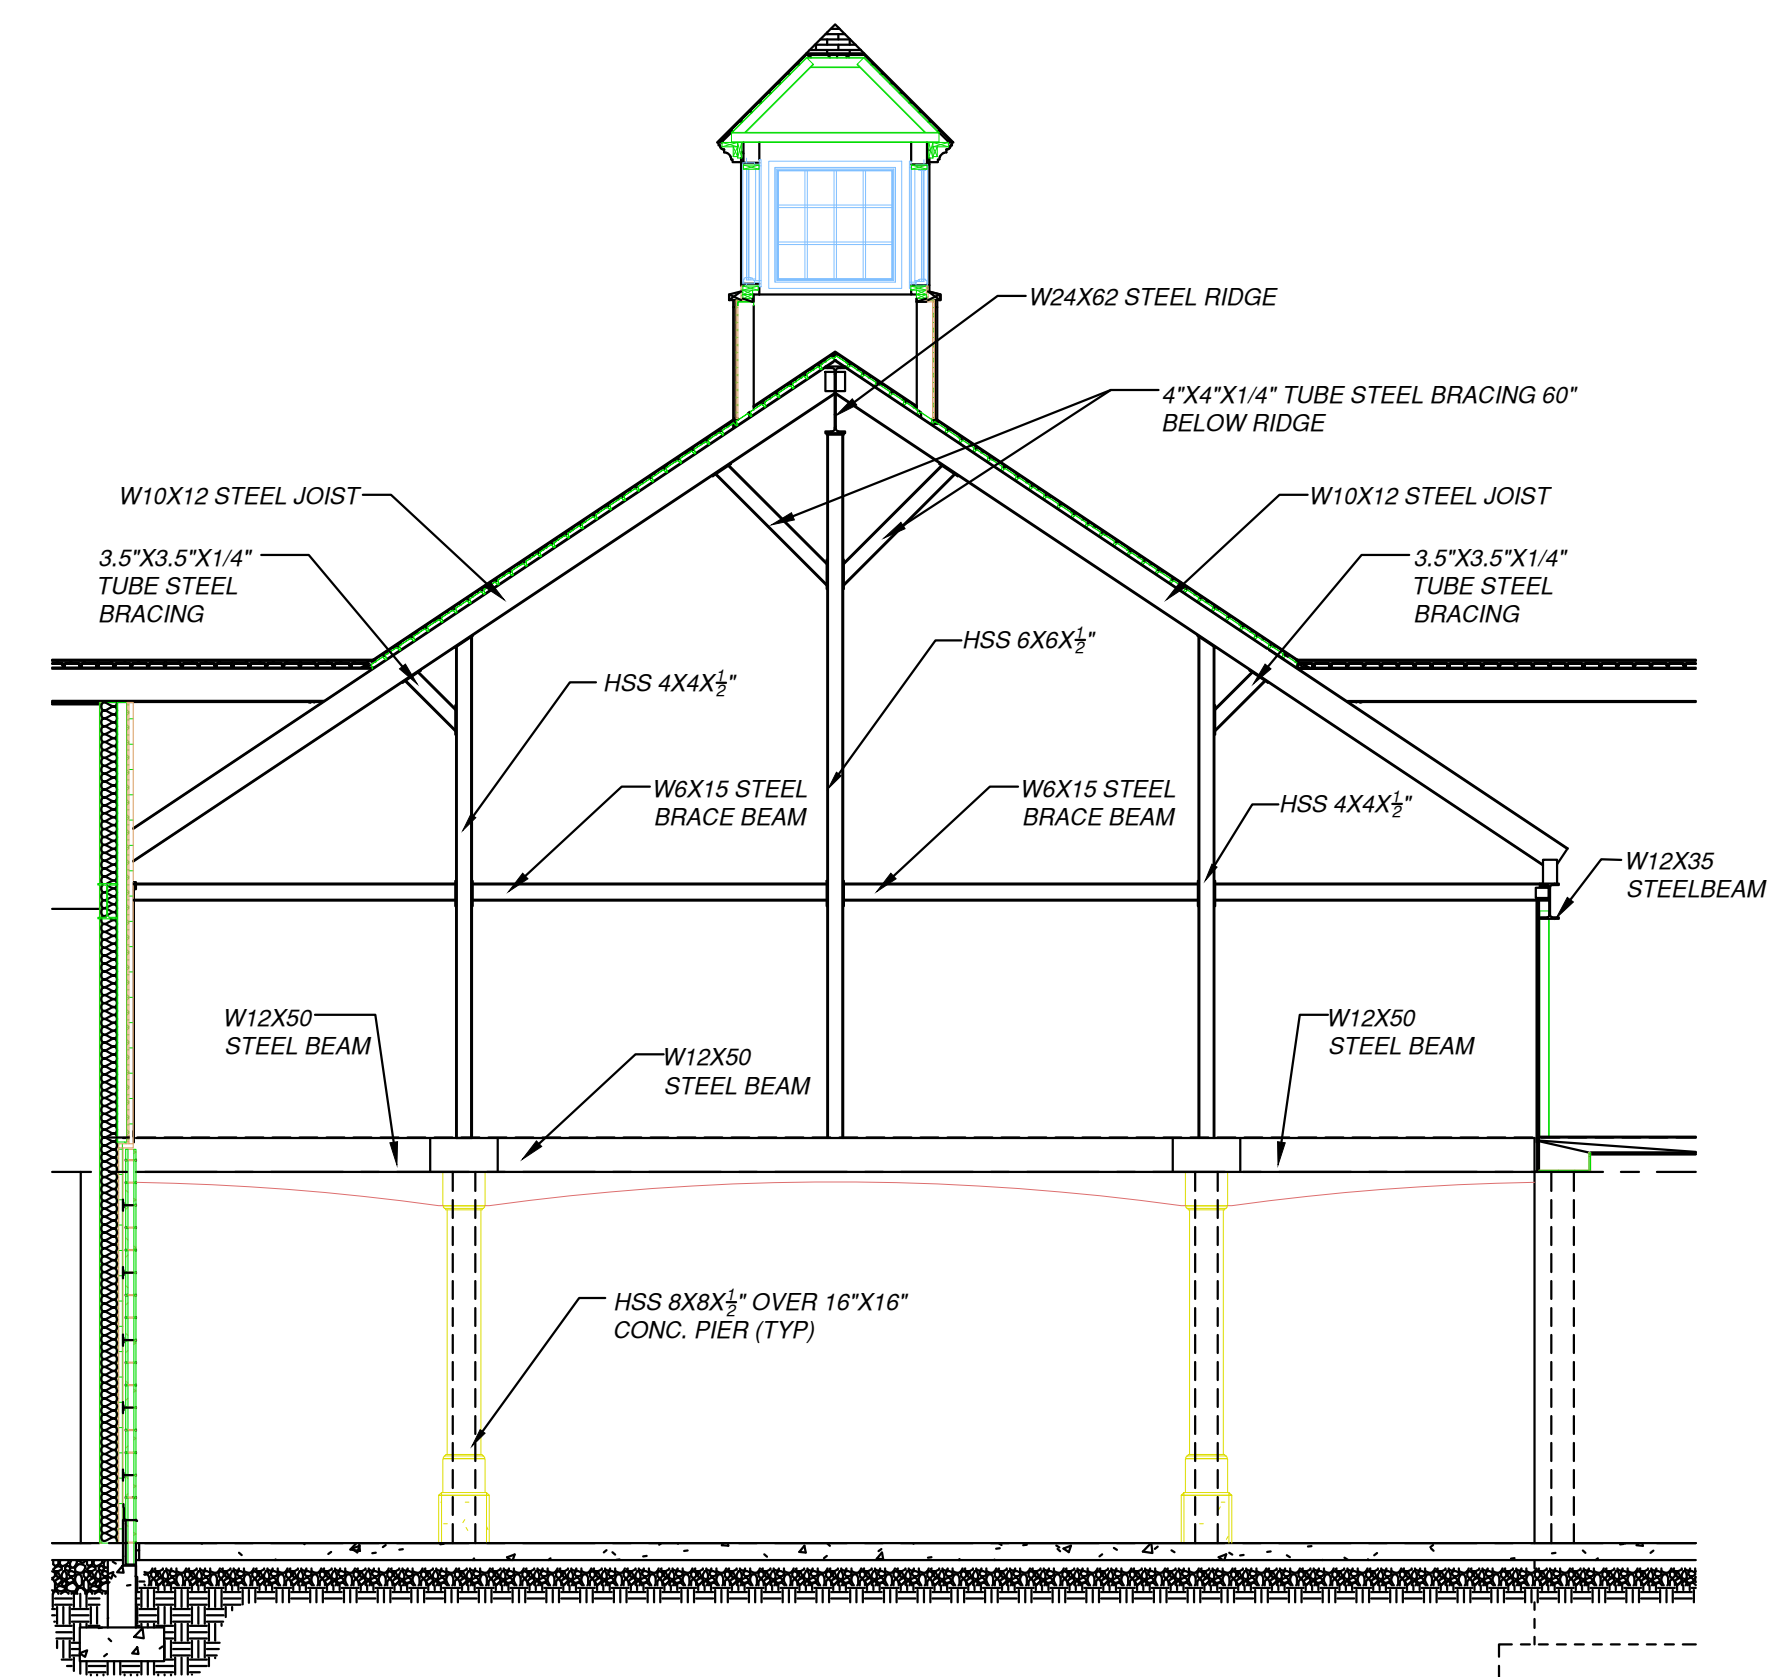 W24X62 STEEL RIDGE
4"X4"X1/4" TUBE STEEL BRACING 60"
BELOW RIDGE
W10X12 STEEL JOIST
W10X12 STEEL JOIST
3.5"X3.5"X1/4"
TUBE STEEL
BRACING
3.5"X3.5"X1/4"
TUBE STEEL
BRACING
HSS 6X6X½"
HSS 4X4X½"
W6X15 STEEL
BRACE BEAM
W6X15 STEEL
BRACE BEAM
HSS 4X4X½"
W12X35
STEELBEAM
W12X50
STEEL BEAM
W12X50
STEEL BEAM
W12X50
STEEL BEAM
HSS 8X8X½" OVER 16"X16"
CONC. PIER (TYP)